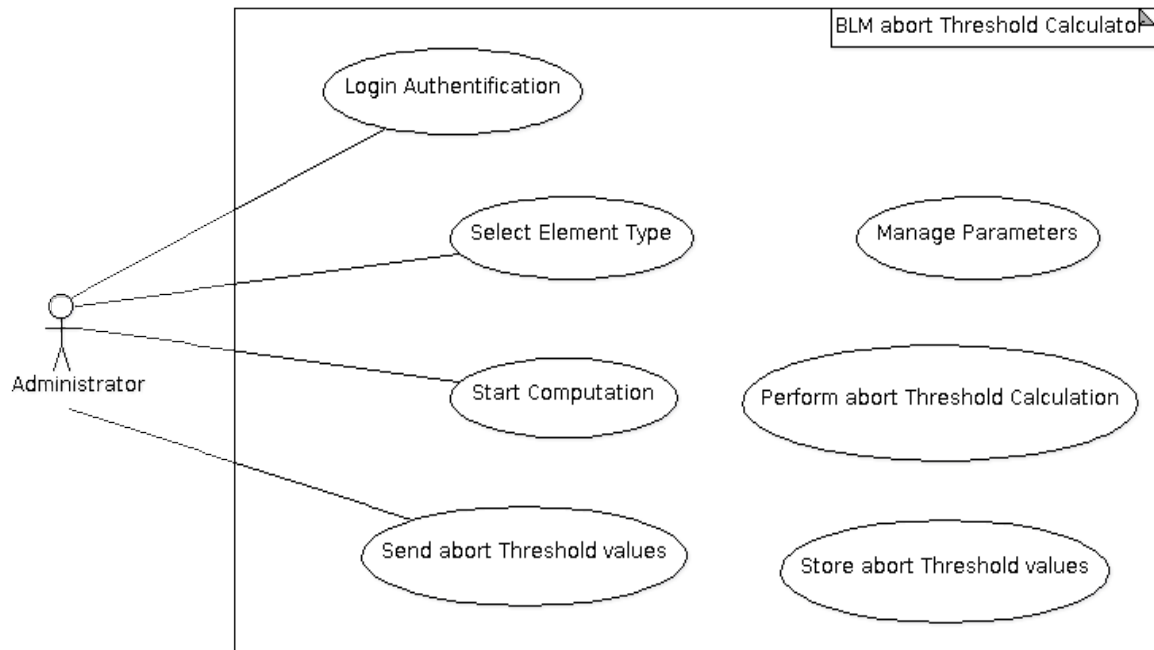 BLM abort Threshold Calculator
Login Authentification
Select Element Type
Manage Parameters
Administrator
Start Computation
Perform abort Threshold Calculation
Send abort Threshold values
Store abort Threshold values